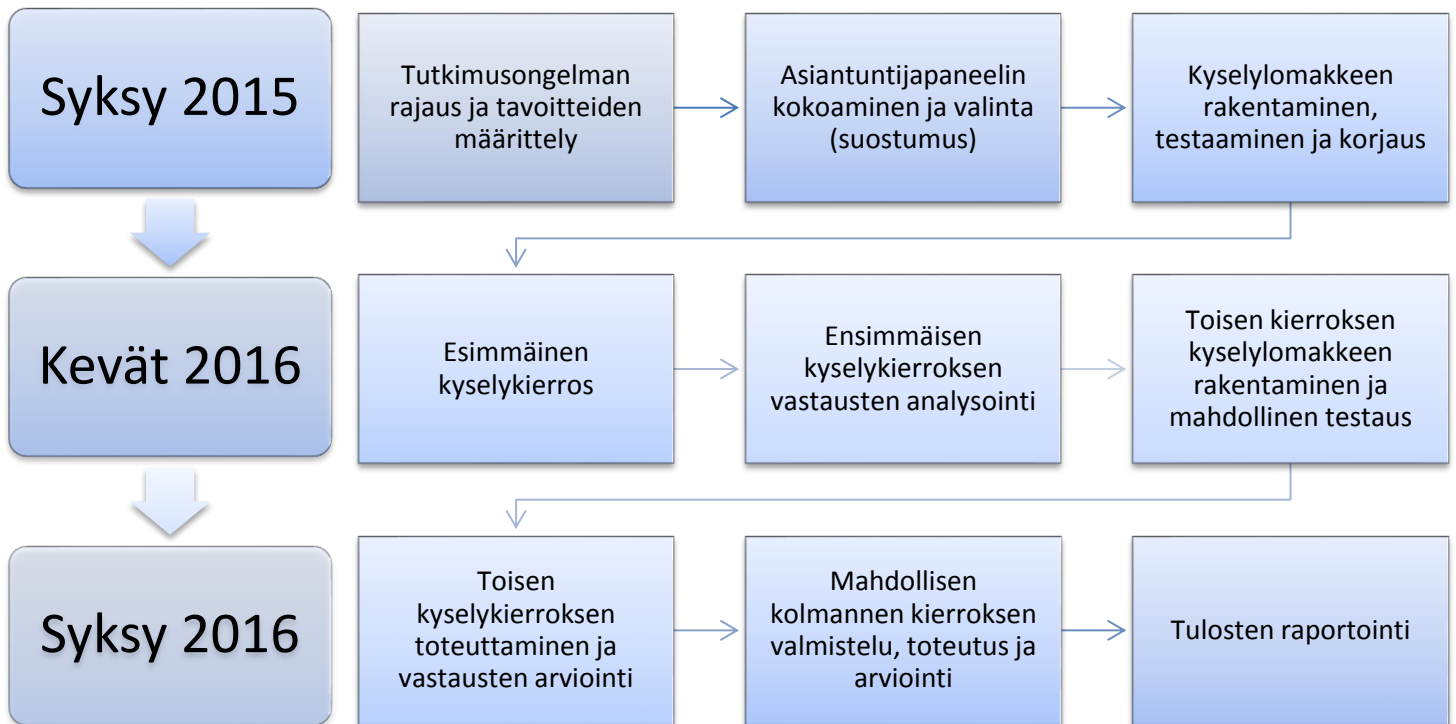 Syksy 2015
Tutkimusongelman
rajaus ja tavoitteiden
määrittely
Asiantuntijapaneelin
kokoaminen ja valinta
(suostumus)
Kyselylomakkeen
rakentaminen,
testaaminen ja korjaus
Kevät 2016
Esimmäinen
kyselykierros
Ensimmäisen
kyselykierroksen
vastausten analysointi
Toisen kierroksen
kyselylomakkeen
rakentaminen ja
mahdollinen testaus
Syksy 2016
Toisen
kyselykierroksen
toteuttaminen ja
vastausten arviointi
Mahdollisen
kolmannen kierroksen
valmistelu, toteutus ja
arviointi
Tulosten raportointi